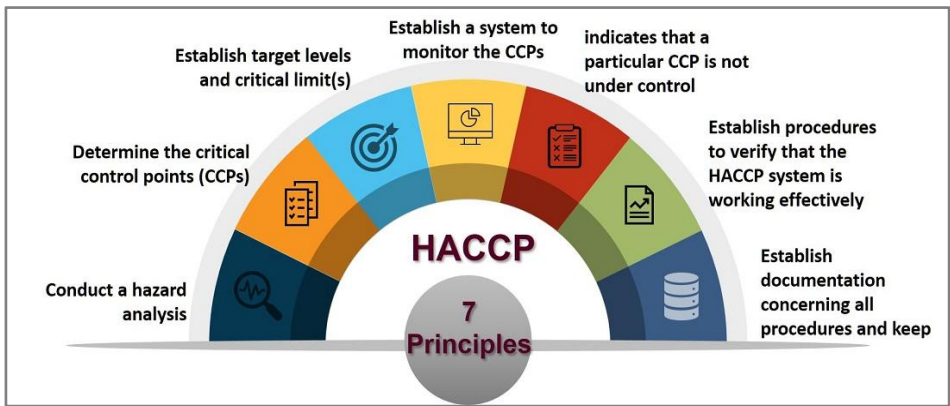 Conduct a hazard
analysis
Determine the critical
control points (CCPs)
Establish target levels
and critical limit(s)
Establish a system to
monitor the CCPs
indicates that a
particular CCP is not
under control
Establish procedures
to verify that the
HACCP system is
working effectively
Establish
documentation
concerning all
procedures and keep
HACCP
7
Principles